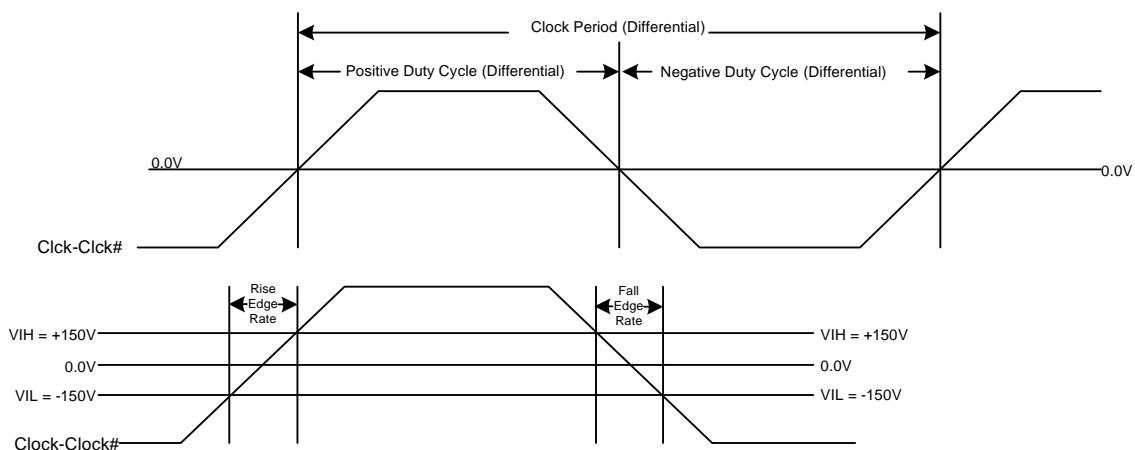 Clock Period (Differential)
Positive Duty Cycle (Differential)
Negative Duty Cycle (Differential)
0.0V
0.0V
Clck-Clck#
Rise
Edge
Rate
Fall
Edge
Rate
VIH = +150V
VIH = +150V
0.0V
0.0V
VIL = -150V
VIL = -150V
Clock-Clock#